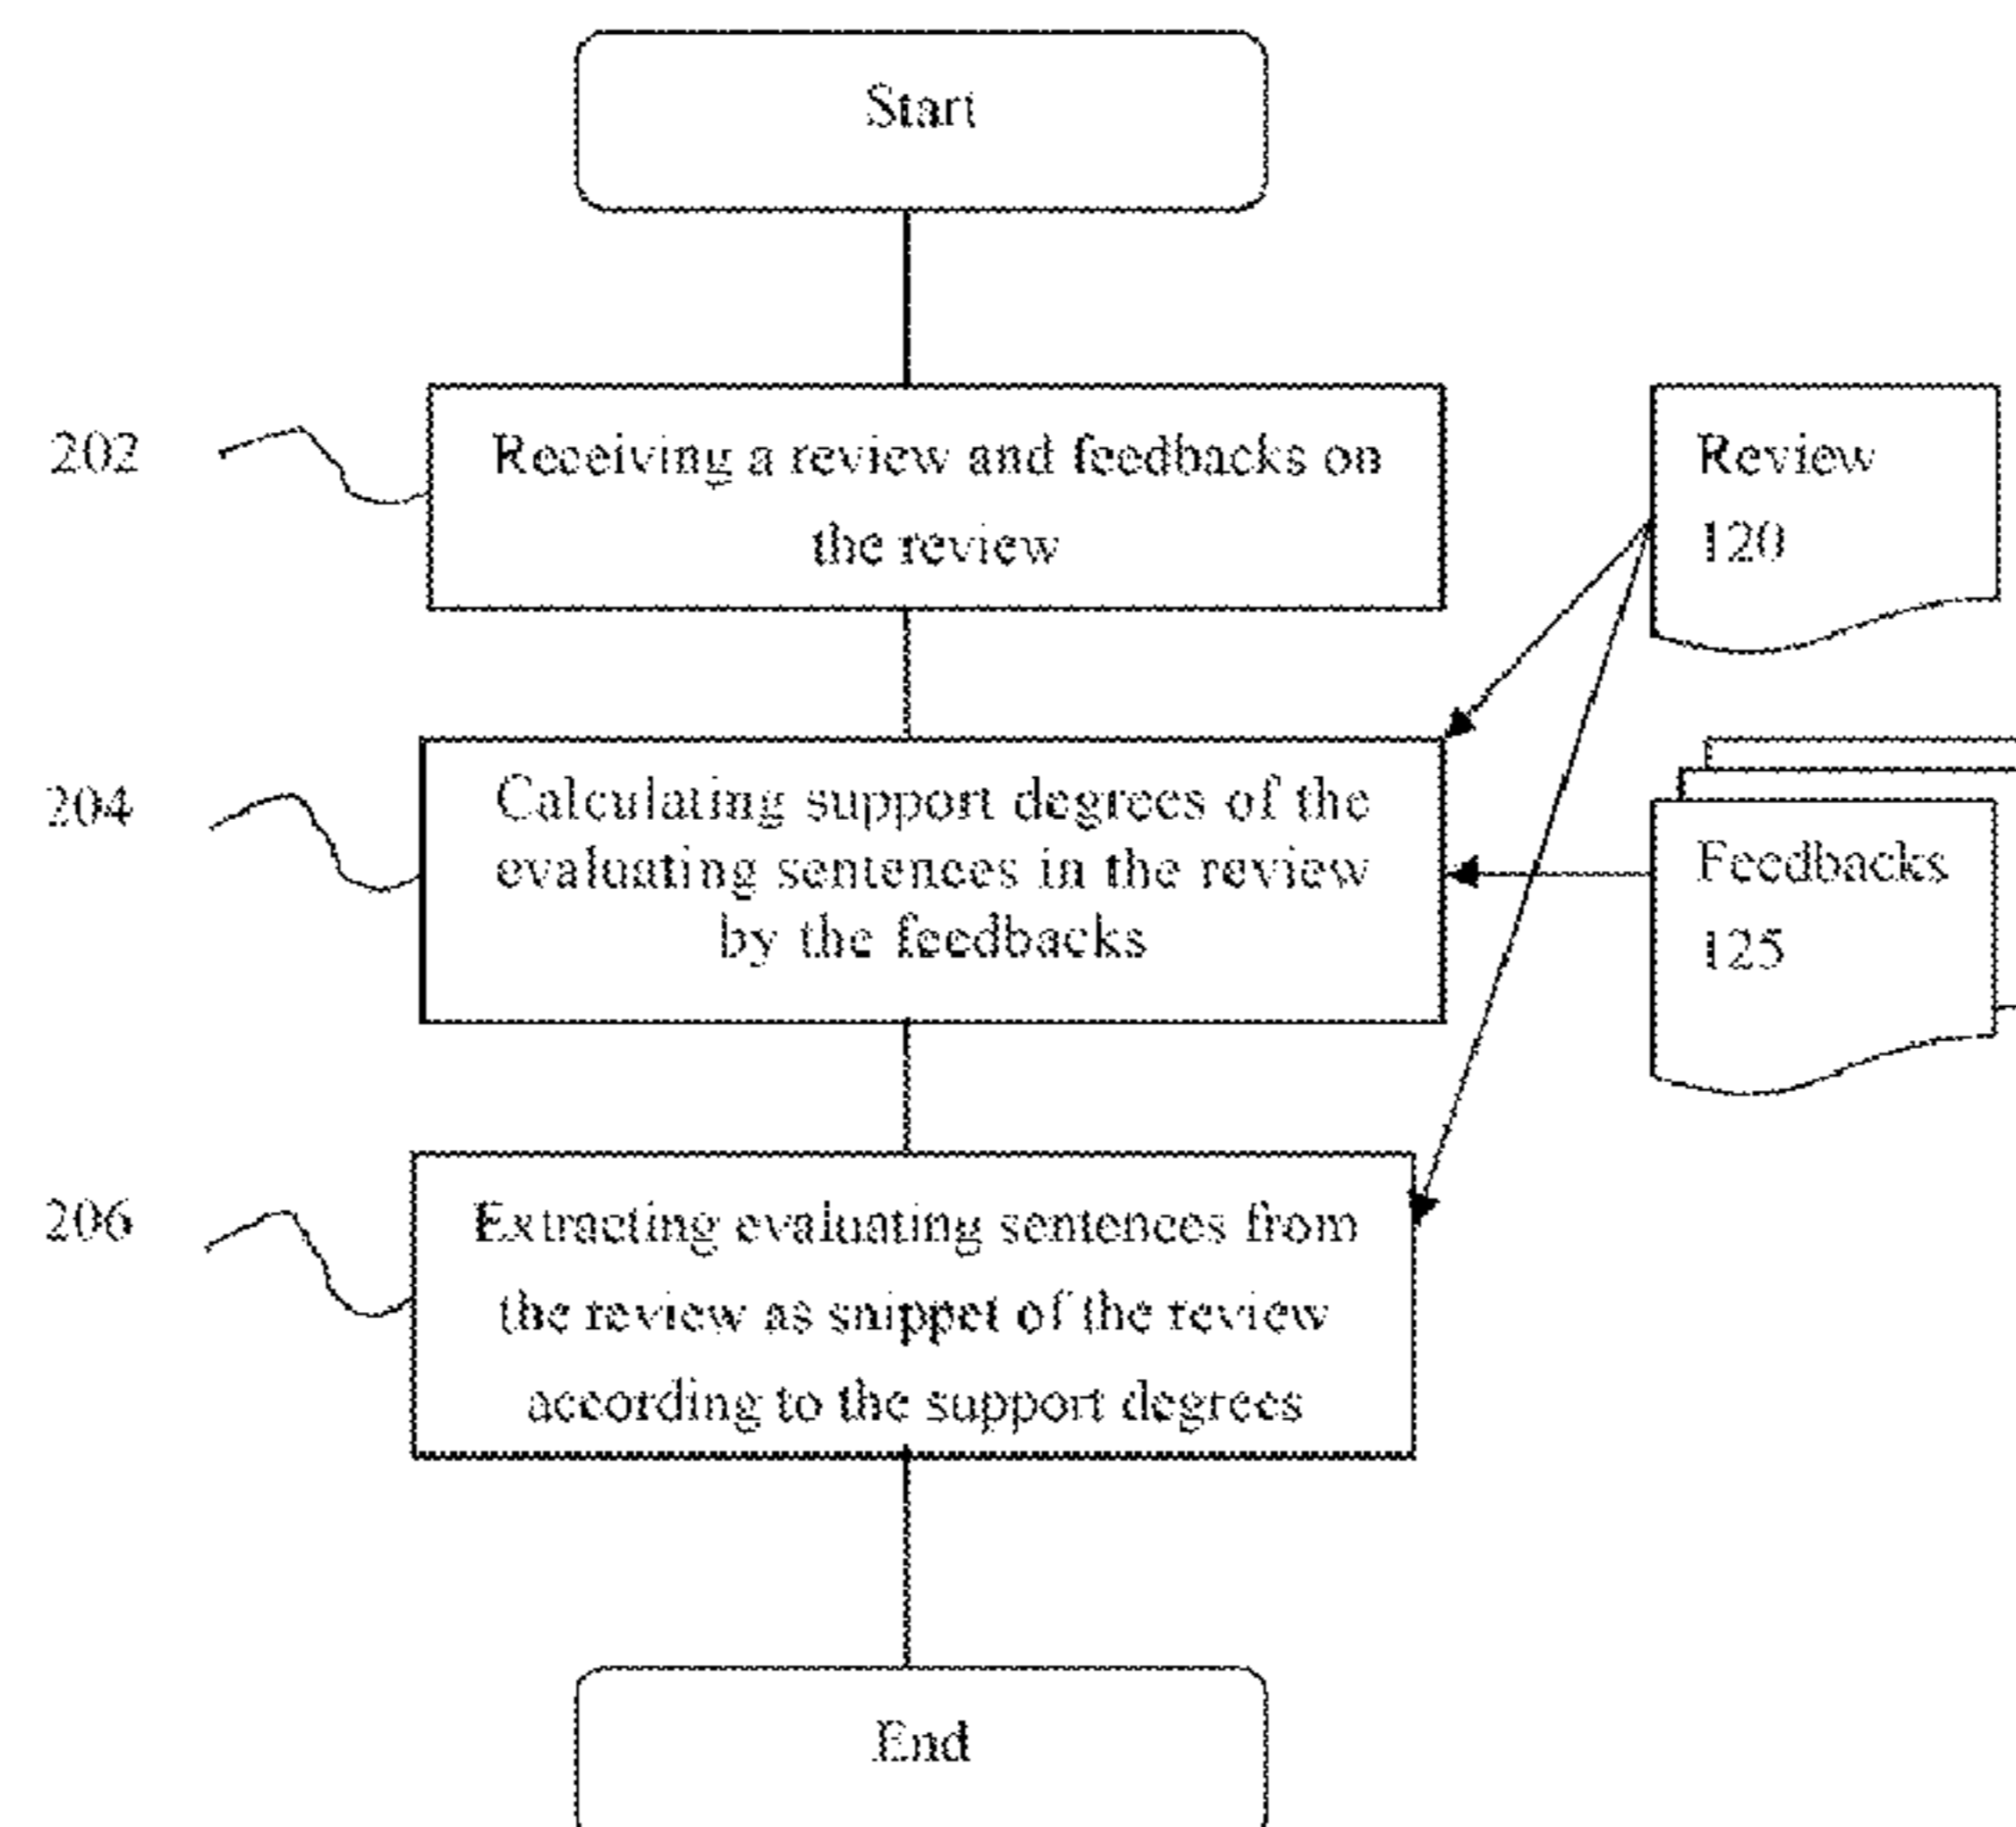 Start
202
Receiving a review and feedbacks on
the review
Review
120
204
Calculating support degrees of the
evaluating sentences in the review
by the feedbacks
Feedbacks
125
206
Extracting evaluating sentences from
the review as snippet of the review
according to the support degrees
End